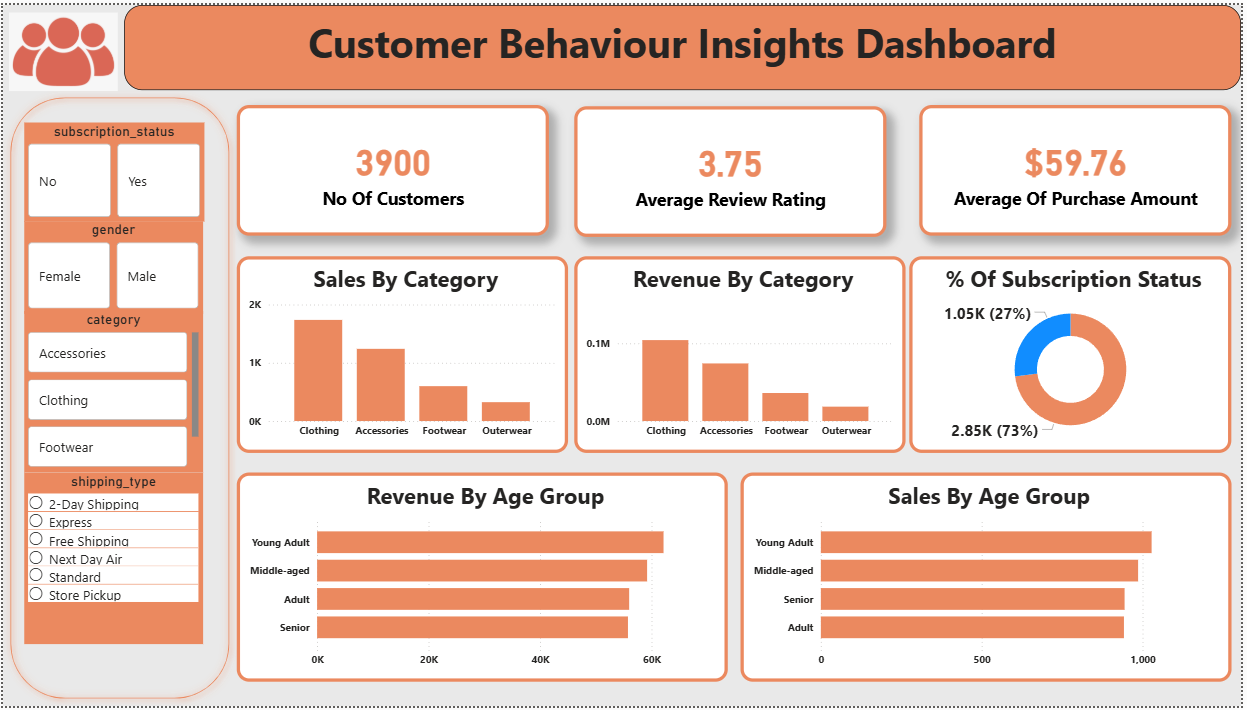 Customer Behaviour Insights Dashboard
subscription_status
No
Yes
gender
Female
Male
category
Accessories
Clothing
Footwear
shipping_type
2-Day Shipping
Express
Free Shipping
Next Day Air
Standard
Store Pickup
3900
No Of Customers
3.75
Average Review Rating
$59.76
Average Of Purchase Amount
Sales By Category
2K
1K
0K
Clothing Accessories Footwear Outerwear
Revenue By Category
0.1M
0.0M
Clothing Accessories Footwear Outerwear
% Of Subscription Status
1.05K (27%)
2.85K (73%)
Revenue By Age Group
Young Adult
Middle-aged
Adult
Senior
0K 20K 40K 60K
Sales By Age Group
Young Adult
Middle-aged
Senior
Adult
0 500 1,000